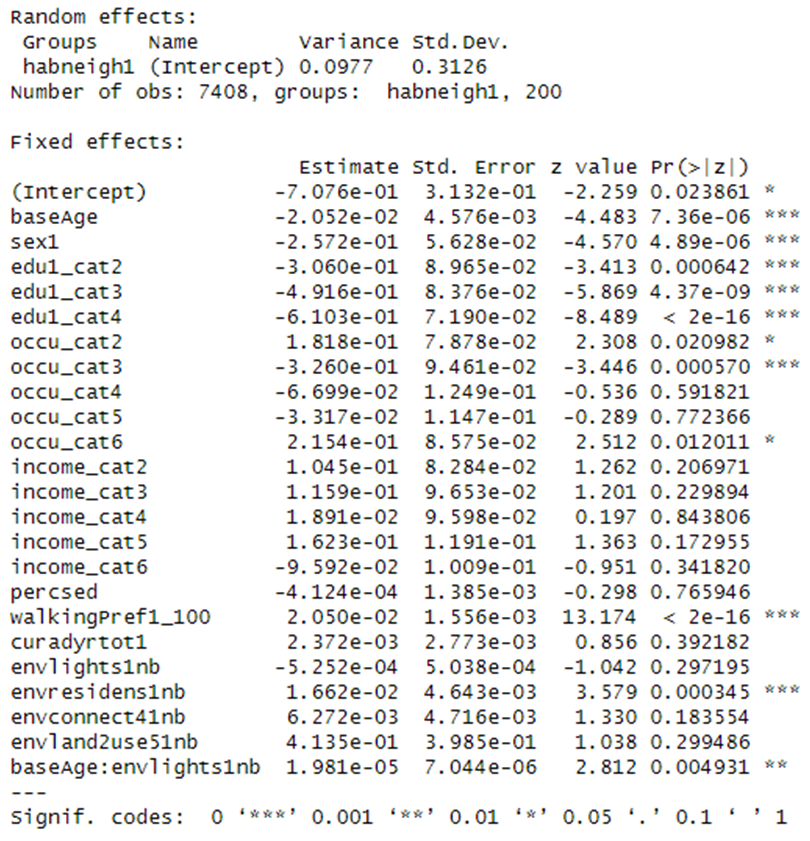 Random effects:
 Groups    Name        Variance Std.Dev.
 habneigh1 (Intercept) 0.0977   0.3126
Number of obs: 7408, groups:  habneigh1, 200

Fixed effects:
                        Estimate Std. Error z value Pr(>|z|)
(Intercept)           -7.076e-01  3.132e-01  -2.259 0.023861 *
baseAge               -2.052e-02  4.576e-03  -4.483 7.36e-06 ***
sex1                  -2.572e-01  5.628e-02  -4.570 4.89e-06 ***
edu1_cat2             -3.060e-01  8.965e-02  -3.413 0.000642 ***
edu1_cat3             -4.916e-01  8.376e-02  -5.869 4.37e-09 ***
edu1_cat4             -6.103e-01  7.190e-02  -8.489  < 2e-16 ***
occu_cat2              1.818e-01  7.878e-02   2.308 0.020982 *
occu_cat3             -3.260e-01  9.461e-02  -3.446 0.000570 ***
occu_cat4             -6.699e-02  1.249e-01  -0.536 0.591821
occu_cat5             -3.317e-02  1.147e-01  -0.289 0.772366
occu_cat6              2.154e-01  8.575e-02   2.512 0.012011 *
income_cat2            1.045e-01  8.284e-02   1.262 0.206971
income_cat3            1.159e-01  9.653e-02   1.201 0.229894
income_cat4            1.891e-02  9.598e-02   0.197 0.843806
income_cat5            1.623e-01  1.191e-01   1.363 0.172955
income_cat6           -9.592e-02  1.009e-01  -0.951 0.341820
percsed               -4.124e-04  1.385e-03  -0.298 0.765946
walkingPref1_100       2.050e-02  1.556e-03  13.174  < 2e-16 ***
curadyrtot1            2.372e-03  2.773e-03   0.856 0.392182
envlights1nb          -5.252e-04  5.038e-04  -1.042 0.297195
envresidens1nb         1.662e-02  4.643e-03   3.579 0.000345 ***
envconnect41nb         6.272e-03  4.716e-03   1.330 0.183554
envland2use51nb        4.135e-01  3.985e-01   1.038 0.299486
baseAge:envlights1nb   1.981e-05  7.044e-06   2.812 0.004931 **
---
Signif. codes:  0 ‘***’ 0.001 ‘**’ 0.01 ‘*’ 0.05 ‘.’ 0.1 ‘ ’ 1